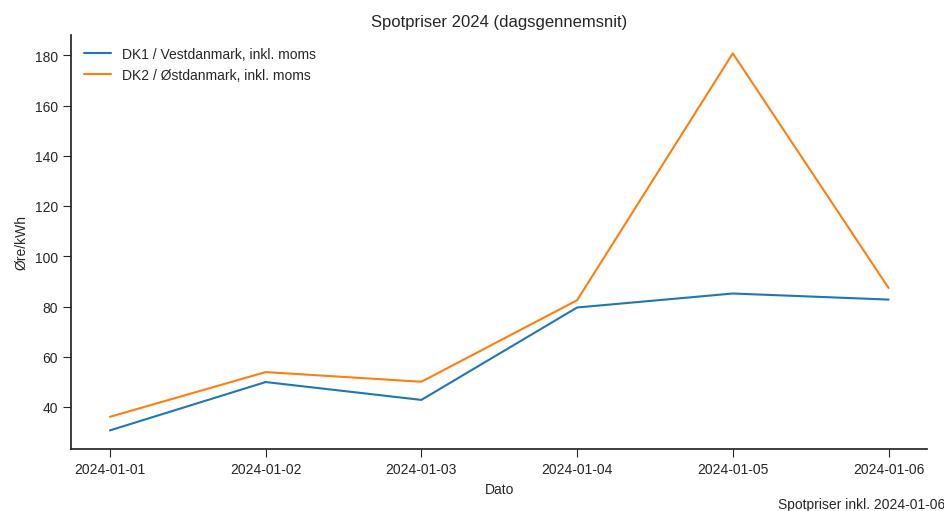 Spotpriser 2024 (dagsgennemsnit)
DK1 / Vestdanmark, inkl. moms
DK2 / Østdanmark, inkl. moms
Øre/kWh
180
160
140
120
100
80
60
40
2024-01-01 2024-01-02 2024-01-03 2024-01-04 2024-01-05 2024-01-06
Dato
Spotpriser inkl. 2024-01-06